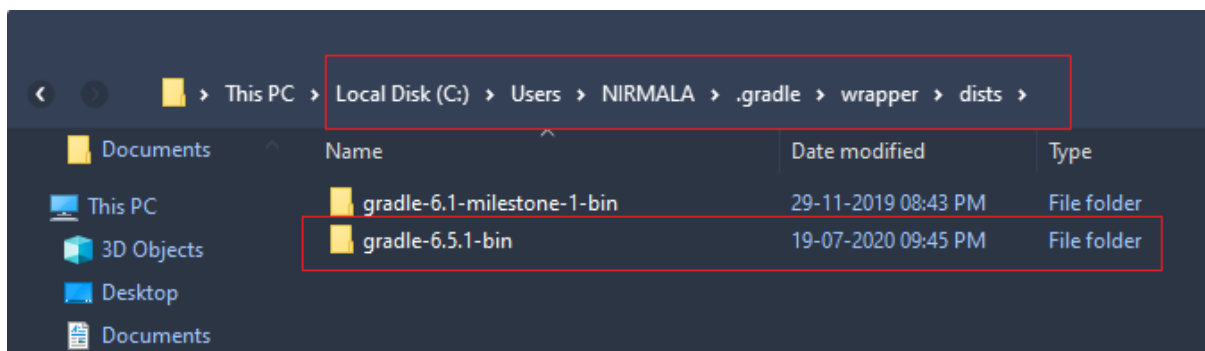 This PC > Local Disk (C:) > Users > NIRMALA > .gradle > wrapper > dists >
Documents
Name Date modified Type
This PC
gradle-6.1-milestone-1-bin 29-11-2019 08:43 PM File folder
3D Objects
gradle-6.5.1-bin 19-07-2020 09:45 PM File folder
Desktop
Documents